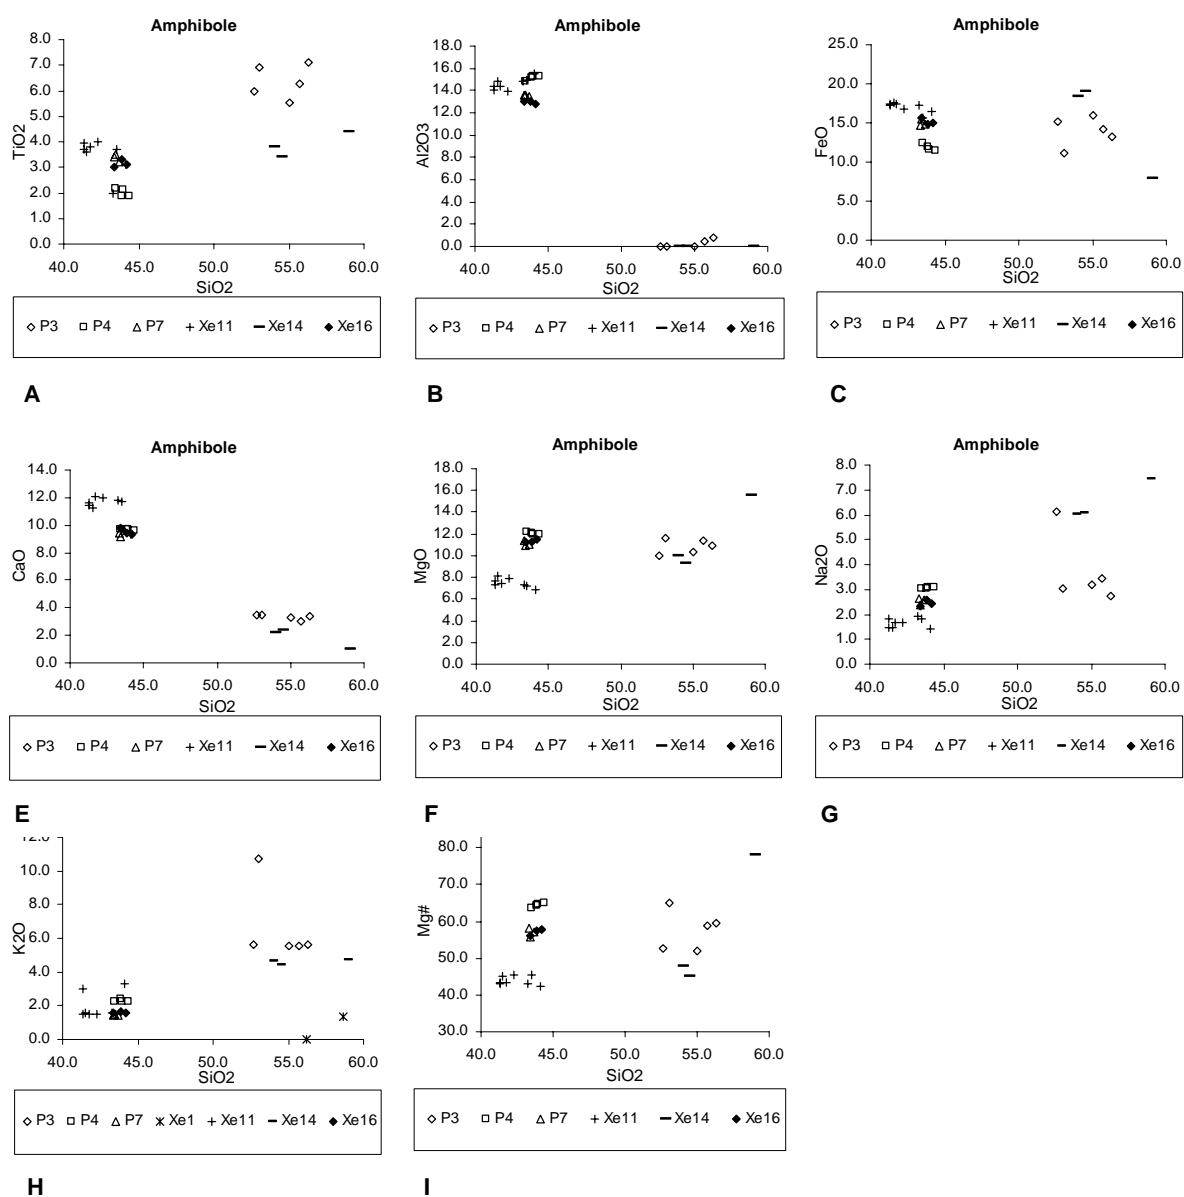 Amphibole
8.0
7.0
6.0
5.0
4.0
3.0
2.0
1.0
0.0
TiO2
40.0 45.0 50.0 55.0 60.0
SiO2
P3 P4 P7 Xe11 Xe14 Xe16
A
Amphibole
18.0
16.0
14.0
12.0
10.0
8.0
6.0
4.0
2.0
0.0
Al2O3
40.0 45.0 50.0 55.0 60.0
SiO2
P3 P4 P7 Xe11 Xe14 Xe16
B
Amphibole
25.0
20.0
15.0
10.0
5.0
0.0
FeO
40.0 45.0 50.0 55.0 60.0
SiO2
P3 P4 P7 Xe11 Xe14 Xe16
C
Amphibole
14.0
12.0
10.0
8.0
6.0
4.0
2.0
0.0
CaO
40.0 45.0 50.0 55.0 60.0
SiO2
P3 P4 P7 Xe11 Xe14 Xe16
E
Amphibole
18.0
16.0
14.0
12.0
10.0
8.0
6.0
4.0
2.0
0.0
MgO
40.0 45.0 50.0 55.0 60.0
SiO2
P3 P4 P7 Xe11 Xe14 Xe16
F
Amphibole
8.0
7.0
6.0
5.0
4.0
3.0
2.0
1.0
0.0
Na2O
40.0 45.0 50.0 55.0 60.0
SiO2
P3 P4 P7 Xe11 Xe14 Xe16
G
12.0
10.0
8.0
6.0
4.0
2.0
0.0
K2O
40.0 45.0 50.0 55.0 60.0
SiO2
P3 P4 P7 Xe1 Xe11 Xe14 Xe16
H
80.0
70.0
60.0
50.0
40.0
30.0
Mg#
40.0 45.0 50.0 55.0 60.0
SiO2
P3 P4 P7 Xe11 Xe14 Xe16
I